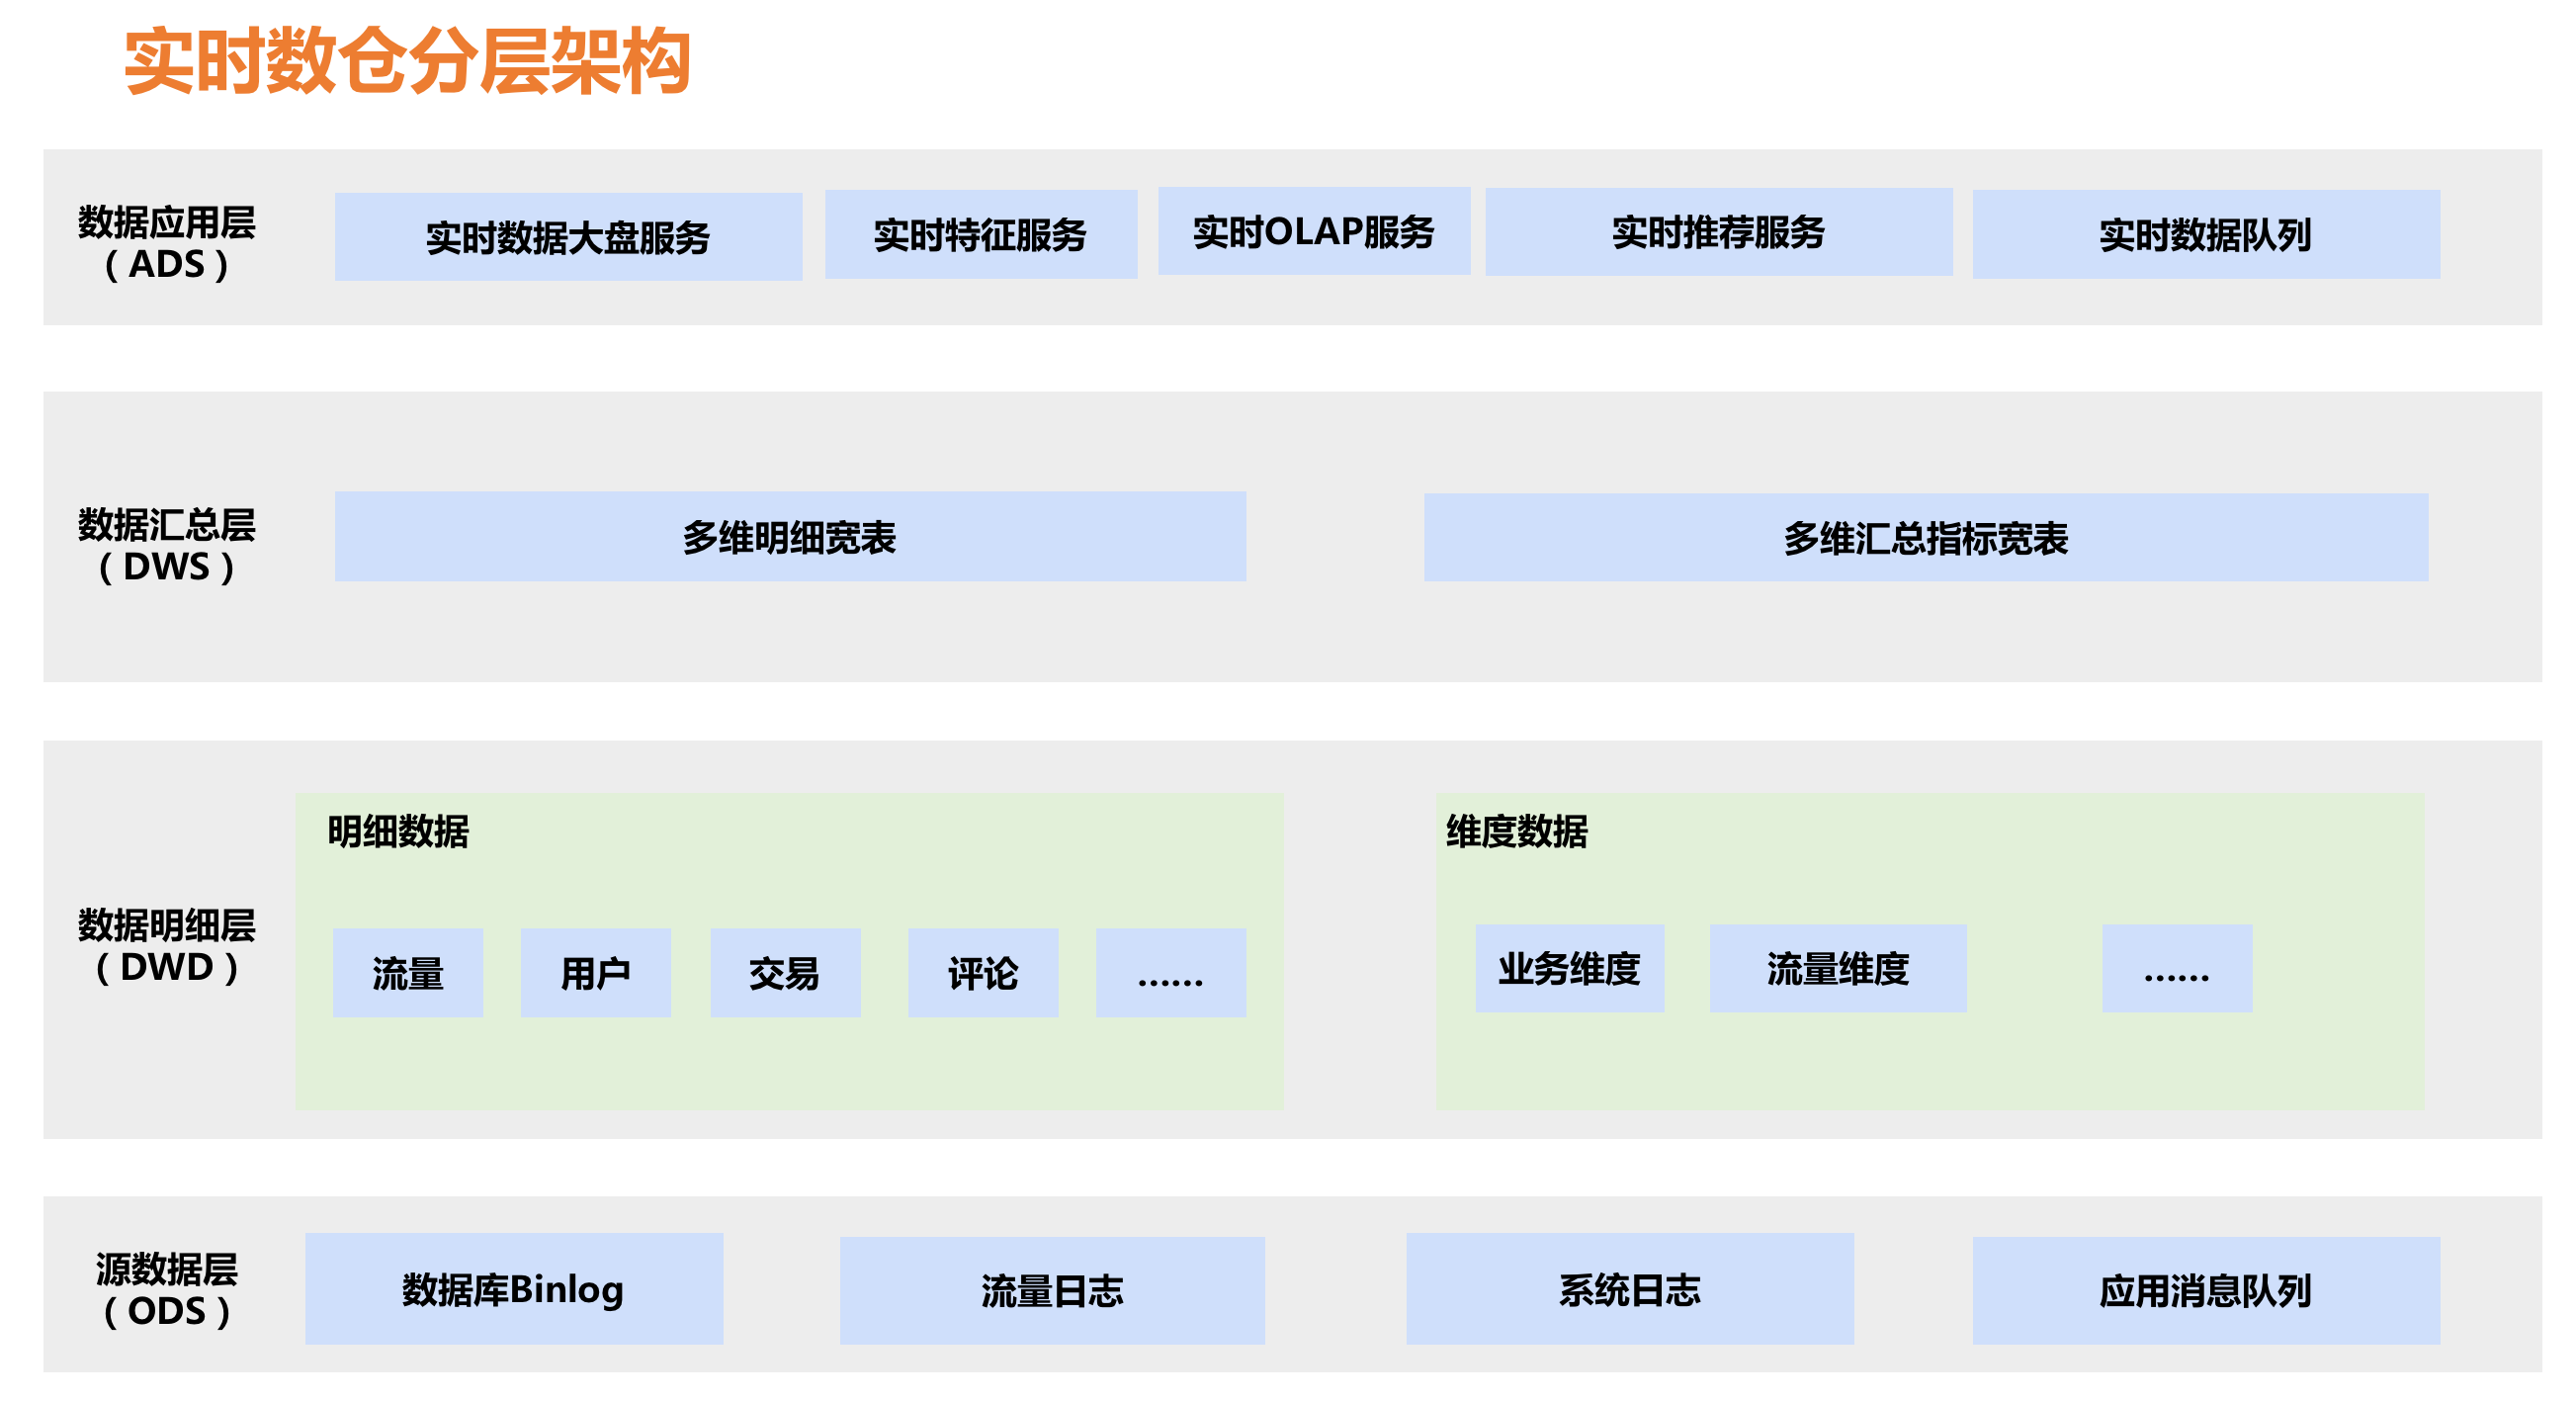 实时数仓分层架构
数据应用层
（ADS）
实时数据大盘服务
实时特征服务
实时OLAP服务
实时推荐服务
实时数据队列
数据汇总层
（DWS）
多维明细宽表
多维汇总指标宽表
数据明细层
（DWD）
明细数据
流量
用户
交易
评论
......
维度数据
业务维度
流量维度
......
源数据层
（ODS）
数据库Binlog
流量日志
系统日志
应用消息队列